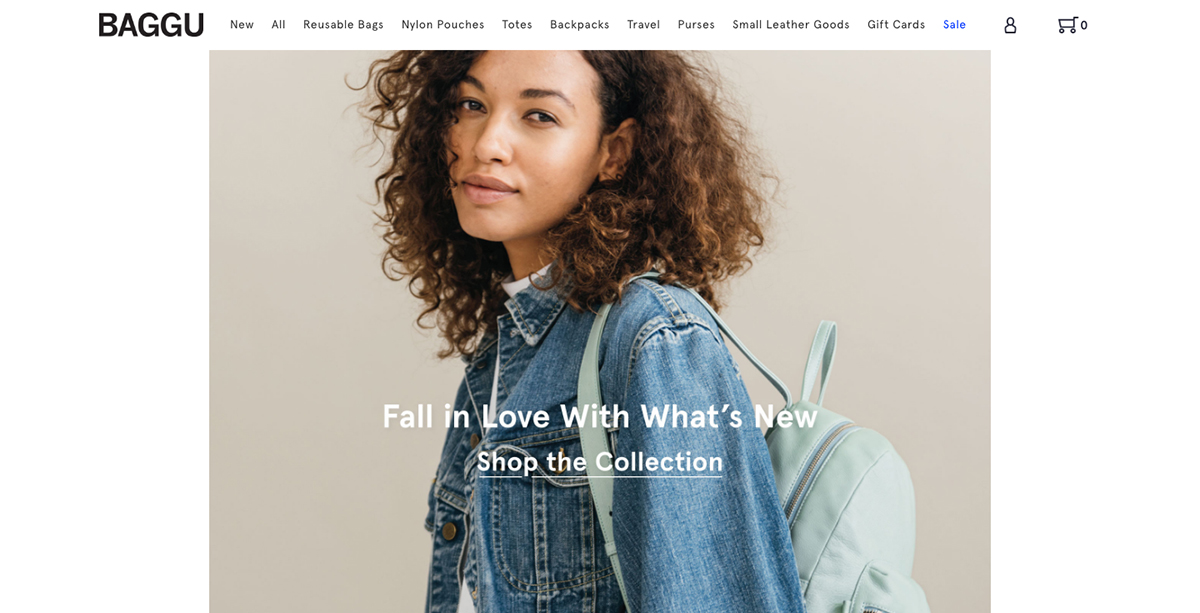 BAGGU New All Reusable Bags Nylon Pouches Totes Backpacks Travel Purses Small Leather Goods Gift Cards Sale 0
Fall in Love With What’s New
Shop the Collection